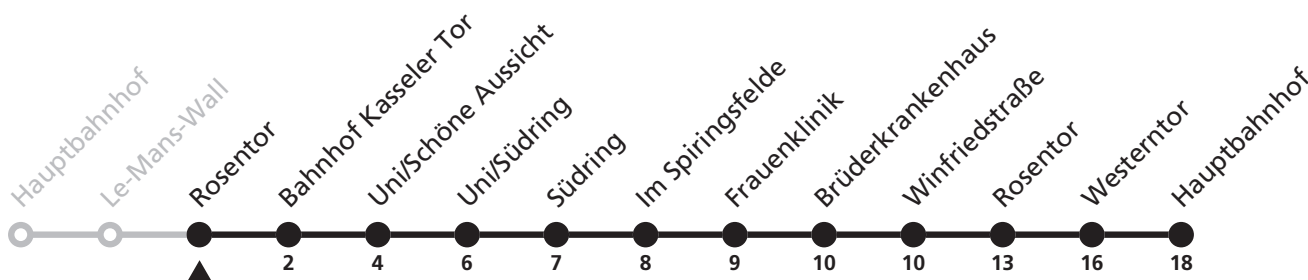 Hauptbahnhof
Le-Mans-Wall
Rosentor
Bahnhof Kasseler Tor
Uni/Schöne Aussicht
Uni/Südring
Südring
Im Spiringsfelde
Frauenklinik
Brüderkrankenhaus
Winfriedstraße
Rosentor
Westerntor
Hauptbahnhof
2 4 6 7 8 9 10 10 13 16 18